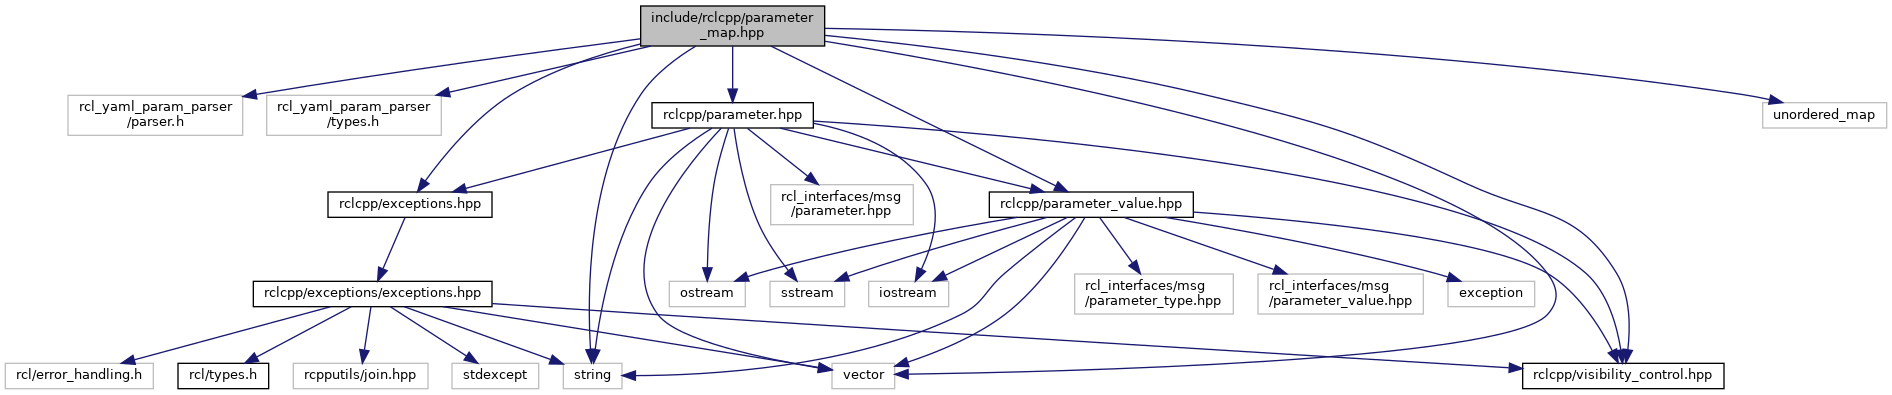 include/rclcpp/parameter
_map.hpp
rcl_yaml_param_parser
/parser.h
rcl_yaml_param_parser
/types.h
rclcpp/parameter.hpp
unordered_map
rclcpp/exceptions.hpp
rcl_interfaces/msg
/parameter.hpp
rclcpp/parameter_value.hpp
rclcpp/exceptions/exceptions.hpp
ostream
sstream
iostream
rcl_interfaces/msg
/parameter_type.hpp
rcl_interfaces/msg
/parameter_value.hpp
exception
rcl/error_handling.h
rcl/types.h
rcpputils/join.hpp
stdexcept
string
vector
rclcpp/visibility_control.hpp